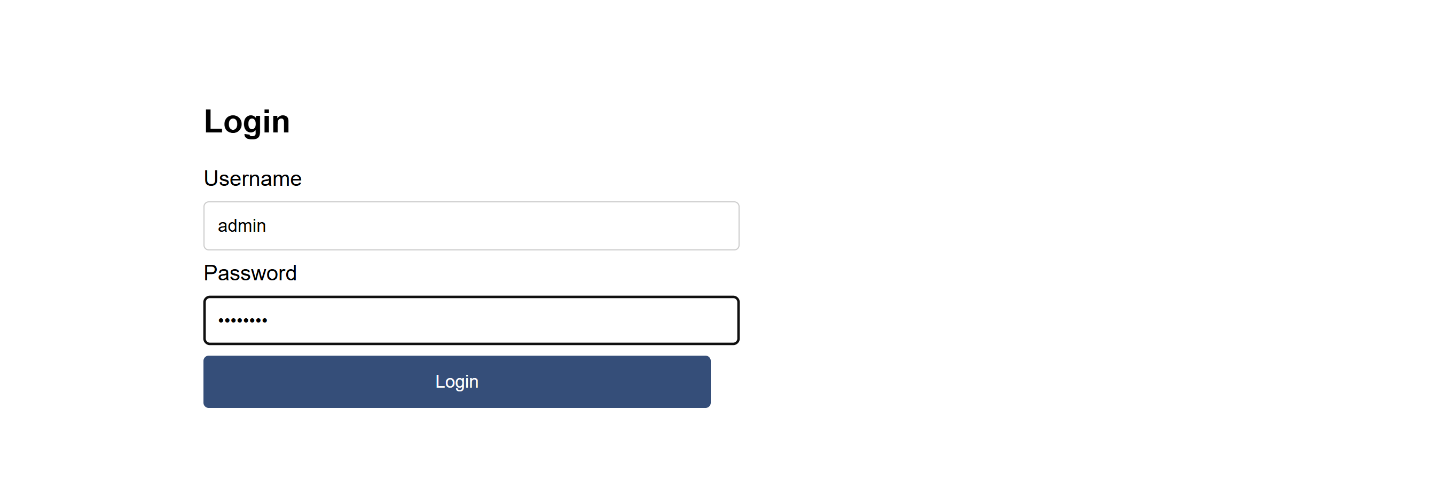 Login
Username
admin
Password
••••••••
Login